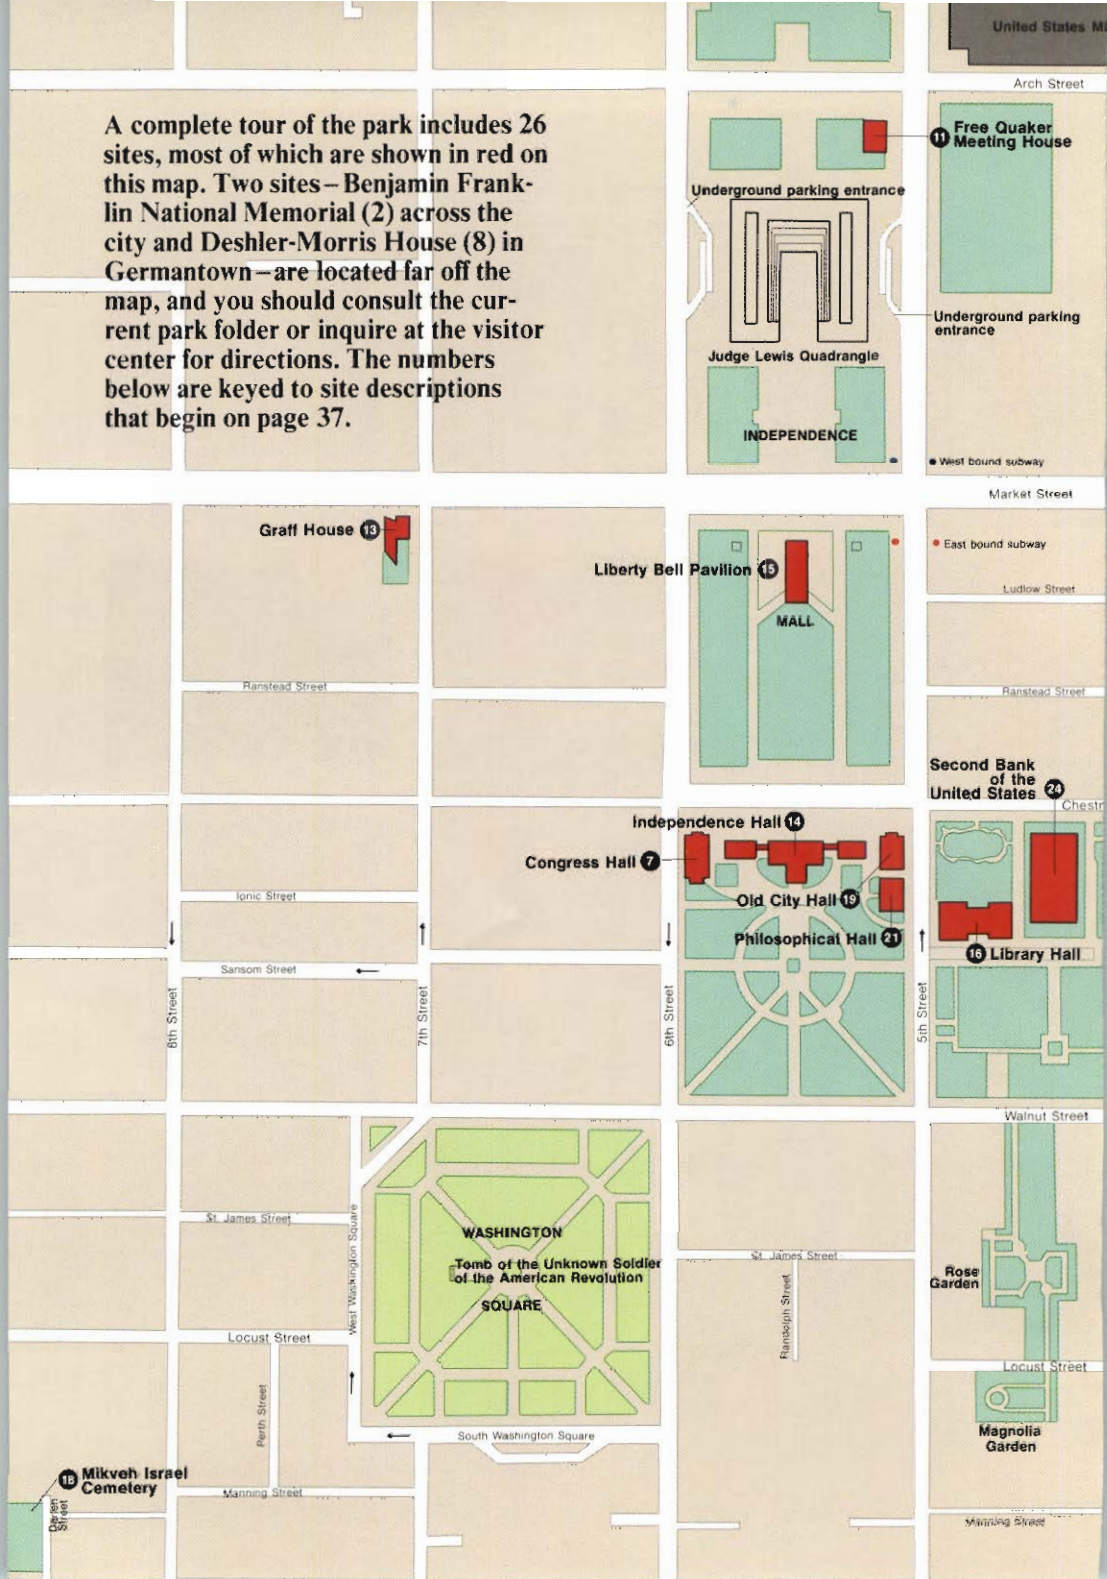 United States
Arch Street
A complete tour of the park includes 26
sites, most of which are shown in red on
this map. Two sites—Benjamin Frank-
lin National Memorial (2) across the
city and Deshler-Morris House (8) in
Germantown—are located far off the
map, and you should consult the cur-
rent park folder or inquire at the visitor
center for directions. The numbers
below are keyed to site descriptions
that begin on page 37.
11 Free Quaker
Meeting House
Underground parking entrance
Underground parking
entrance
Judge Lewis Quadrangle
INDEPENDENCE
West bound subway
Market Street
Graff House 13
East bound subway
Liberty Bell Pavilion 15
Ludlow Street
MALL
Ranstead Street
Ranstead Street
Second Bank
of the
United States 24
Independence Hall 14
Congress Hall 7
Ionic Street
Old City Hall 19
Philosophical Hall 21
16 Library Hall
Sansom Street
8th Street
7th Street
6th Street
5th Street
Walnut Street
St. James Street
West Washington Square
WASHINGTON
Tomb of the Unknown Soldier
of the American Revolution
SQUARE
St. James Street
Randolph Street
Rose
Garden
Locust Street
Locust Street
Perth Street
South Washington Square
Magnolia
Garden
18 Mikveh Israel
Cemetery
Darien
Street
Manning Street
Manning Street